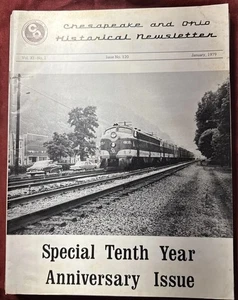 Chesapeake and Ohio
Historical Newsletter
January, 1979
Special Tenth Year
Anniversary Issue